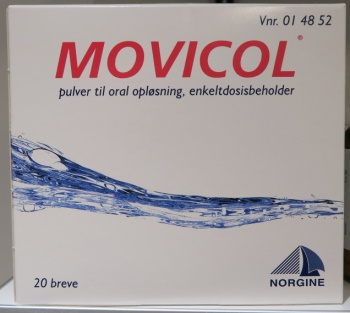 Vnr. 01 48 52
MOVICOL®
pulver til oral opløsning, enkeltdosisbeholder
20 breve
NORGINE